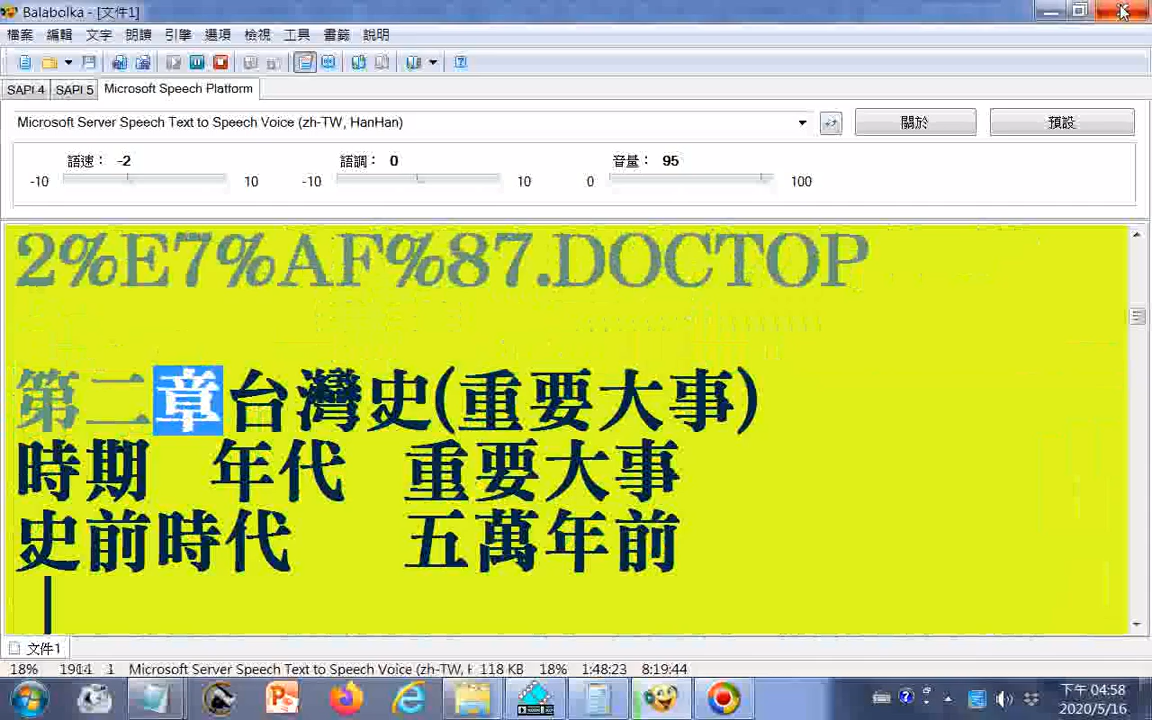 Balabolka - [文件1]
檔案 編輯 文字 朗讀 引擎 選項 檢視 工具 書籤 說明
SAPI 4 SAPI 5 Microsoft Speech Platform
Microsoft Server Speech Text to Speech Voice (zh-TW, HanHan) 關於 預設
語速： -2 語調： 0 音量： 95
-10 10 -10 10 0 100
2%E7%AF%87.DOCTOP
第二章台灣史(重要大事)
時期 年代 重要大事
史前時代 五萬年前
文件1
18% 1914 1 Microsoft Server Speech Text to Speech Voice (zh-TW, H 118 KB 18% 1:48:23 8:19:44
下午 04:58
2020/5/16